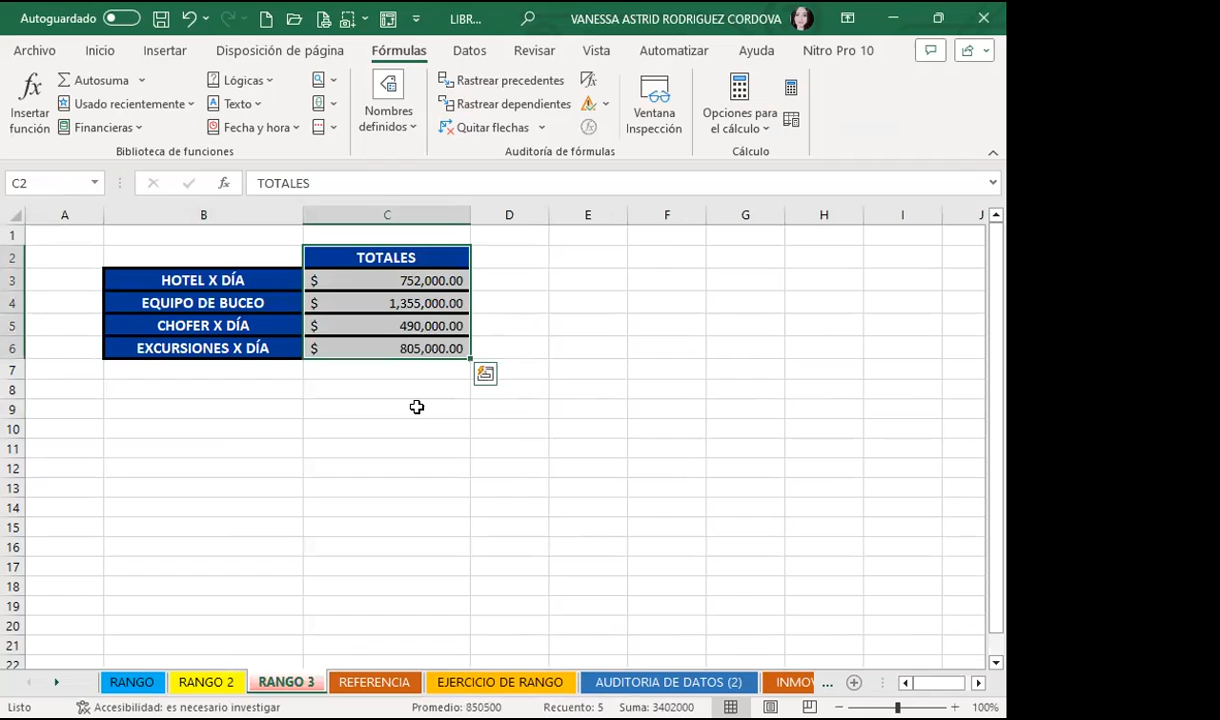 Autoguardado
LIBR...
VANESSA ASTRID RODRIGUEZ CORDOVA
Archivo Inicio Insertar Disposición de página Fórmulas Datos Revisar Vista Automatizar Ayuda Nitro Pro 10
fx
Insertar función
Autosuma
Usado recientemente
Financieras
Lógicas
Texto
Fecha y hora
Biblioteca de funciones
Nombres definidos
Rastrear precedentes
Rastrear dependientes
Quitar flechas
Auditoría de fórmulas
Ventana Inspección
Opciones para el cálculo
Cálculo
C2 fx TOTALES
A B C D E F G H I J
1
2 TOTALES
3 HOTEL X DÍA $ 752,000.00
4 EQUIPO DE BUCEO $ 1,355,000.00
5 CHOFER X DÍA $ 490,000.00
6 EXCURSIONES X DÍA $ 805,000.00
7
8
9
10
11
12
13
14
15
16
17
18
19
20
21
22
RANGO RANGO 2 RANGO 3 REFERENCIA EJERCICIO DE RANGO AUDITORIA DE DATOS (2) INMOV ...
Listo Accesibilidad: es necesario investigar Promedio: 850500 Recuento: 5 Suma: 3402000 100%